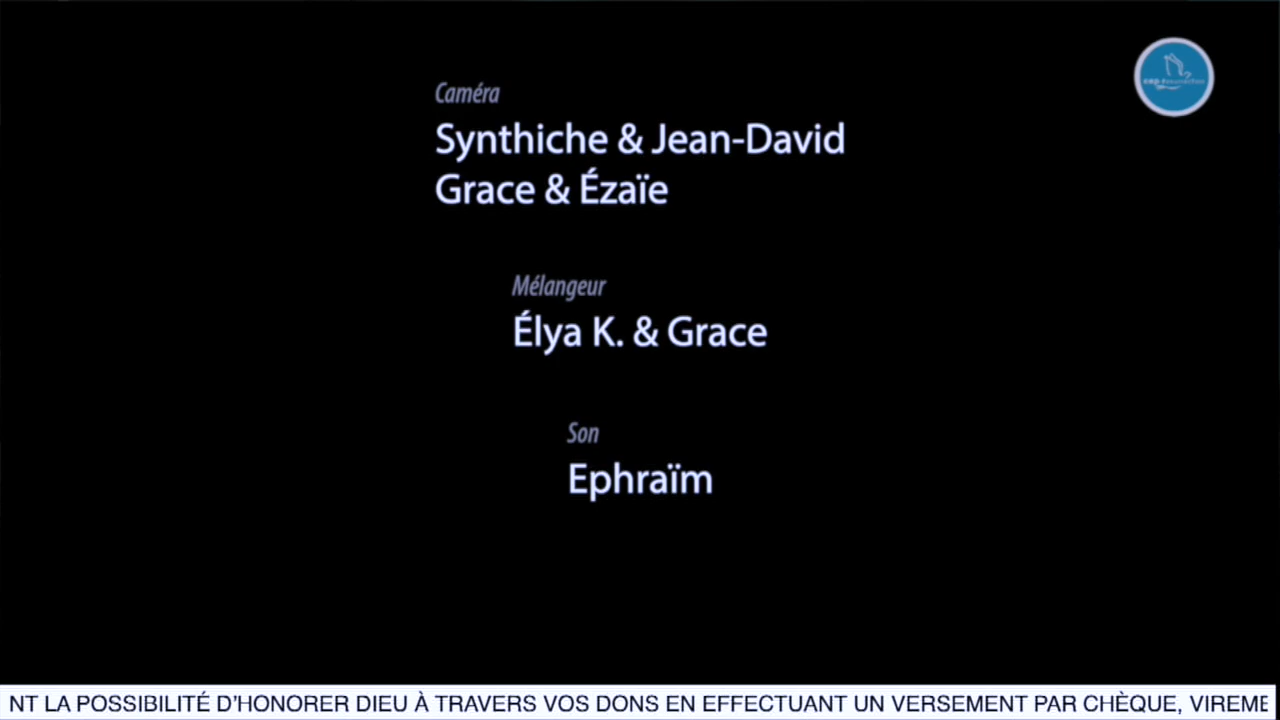 Caméra
Synthiche & Jean-David
Grace & Ézaïe
Mélangeur
Élya K. & Grace
Son
Ephraïm
NT LA POSSIBILITÉ D'HONORER DIEU À TRAVERS VOS DONS EN EFFECTUANT UN VERSEMENT PAR CHÈQUE, VIREME